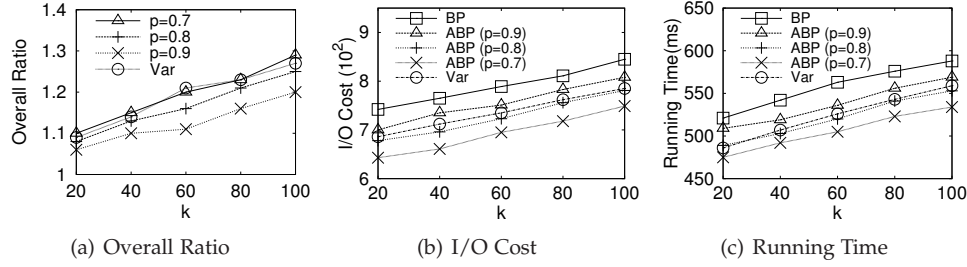 1.4
1.3
1.2
1.1
1
Overall Ratio
p=0.7
p=0.8
p=0.9
Var
20 40 60 80 100
k
(a) Overall Ratio
9
8
7
6
I/O Cost (10²)
BP
ABP (p=0.9)
ABP (p=0.8)
ABP (p=0.7)
Var
20 40 60 80 100
k
(b) I/O Cost
650
600
550
500
450
Running Time(ms)
BP
ABP (p=0.9)
ABP (p=0.8)
ABP (p=0.7)
Var
20 40 60 80 100
k
(c) Running Time